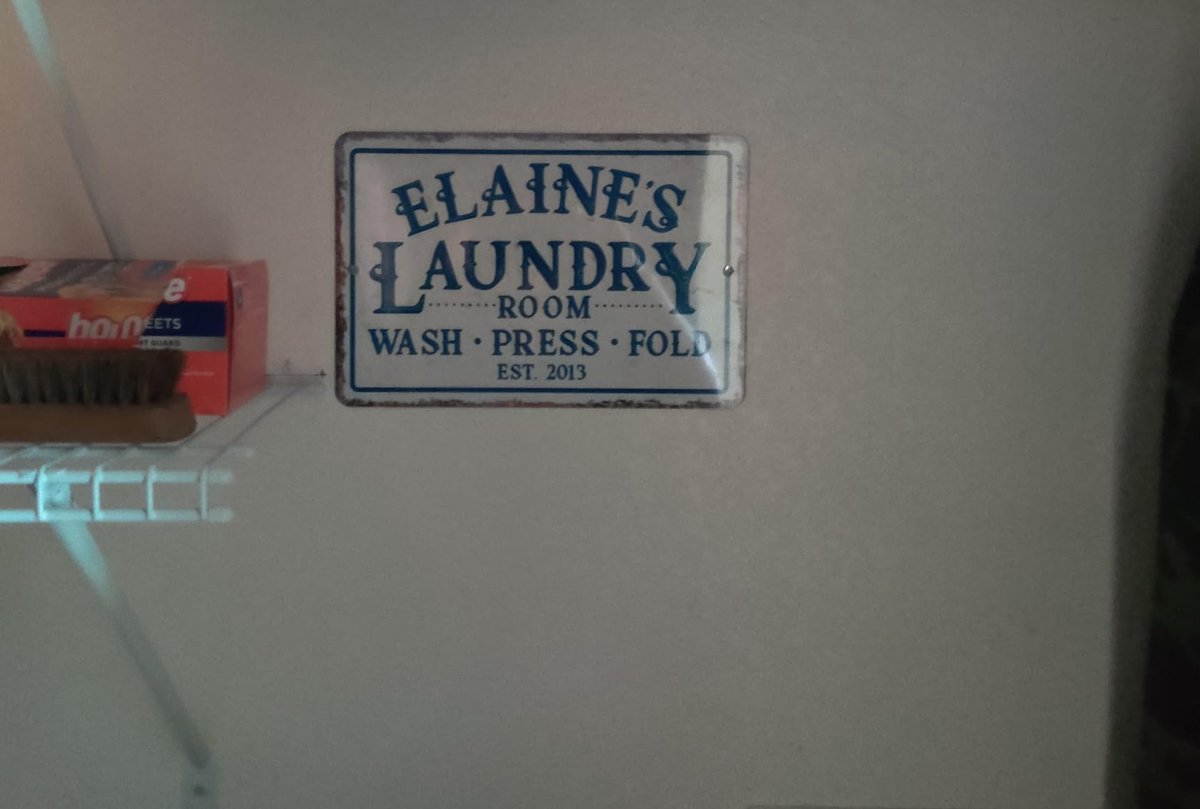 ELAINE'S
LAUNDRY
ROOM
WASH · PRESS · FOLD
EST. 2013